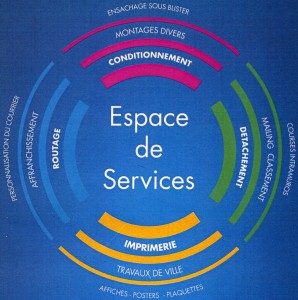 ENSACHAGE SOUS BLISTER
MONTAGES DIVERS
CONDITIONNEMENT
PERSONNALISATION DU COURRIER
AFFRANCHISSEMENT
ROUTAGE
Espace
de
Services
DETACHEMENT
MAILING CLASSEMENT
COURSES INTRAMUROS
IMPRIMERIE
TRAVAUX DE VILLE
AFFICHES - POSTERS - PLAQUETTES